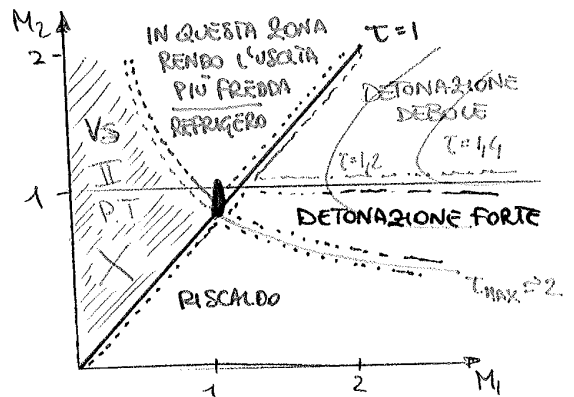 M₂
IN QUESTA ZONA
RENDO L'USCITA
PIÙ FREDDA
REFRIGERO
τ=1
2
DETONAZIONE
DEBOLE
VS
II
PT
τ=1,2
τ=1,4
1
DETONAZIONE FORTE
RISCALDO
τMAX=2
1
2
M₁